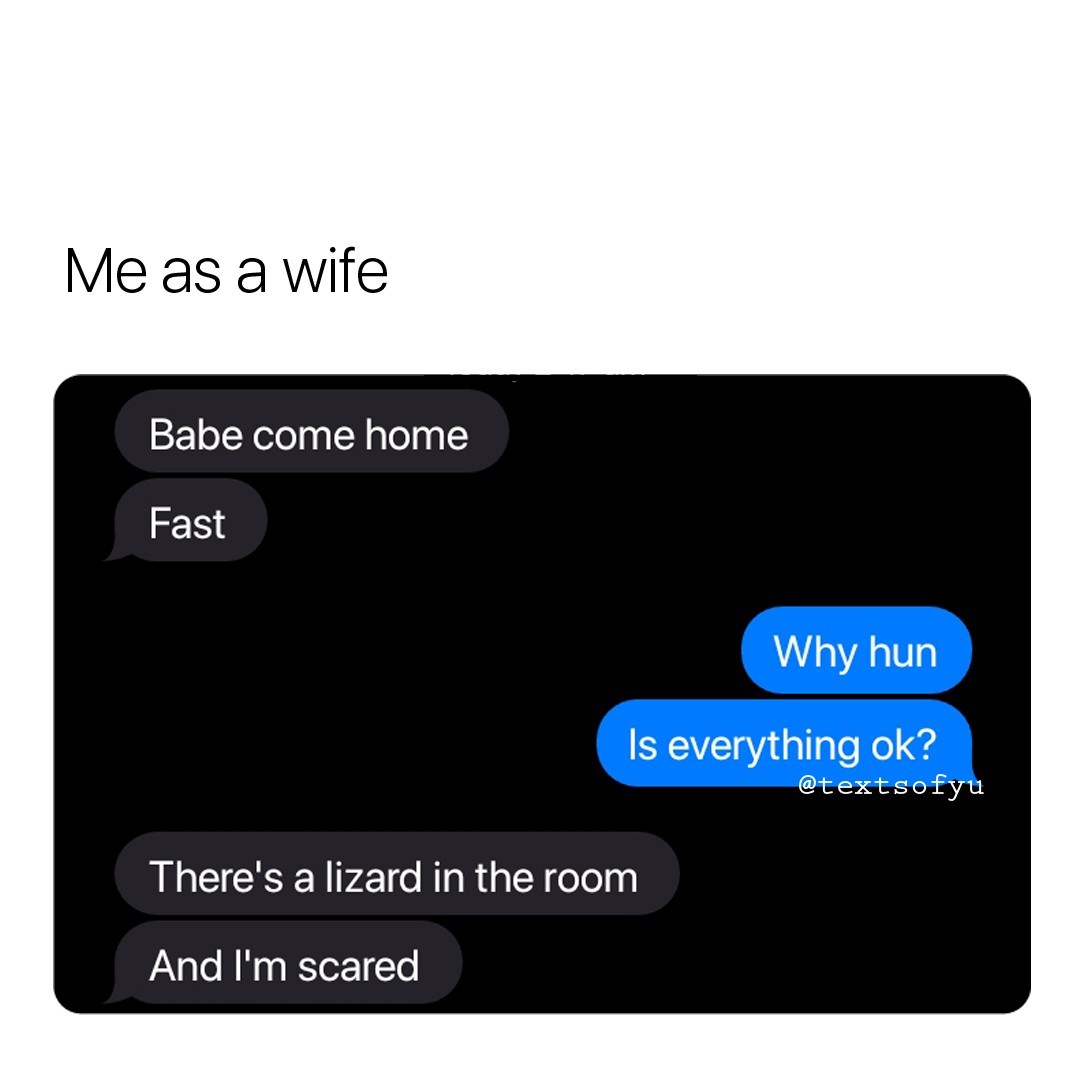 Me as a wife
Babe come home
Fast
Why hun
Is everything ok?
@textsofyu
There's a lizard in the room
And I'm scared